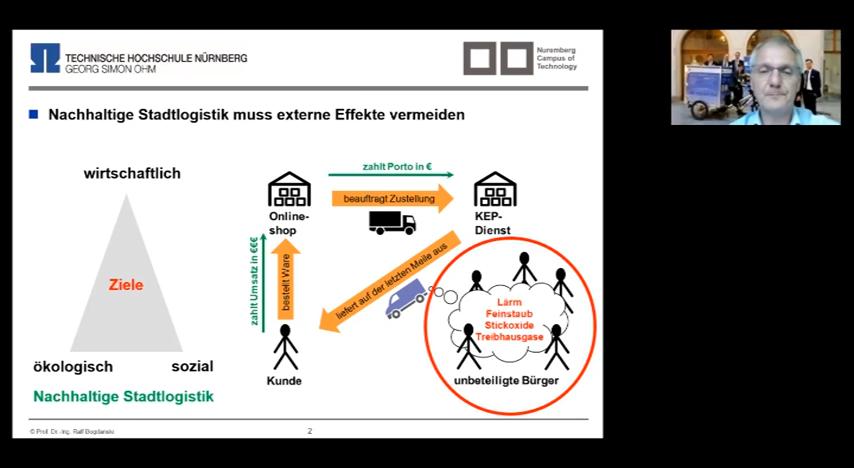 TECHNISCHE HOCHSCHULE NÜRNBERG
GEORG SIMON OHM
Nuremberg
Campus of
Technology
Nachhaltige Stadtlogistik muss externe Effekte vermeiden
wirtschaftlich
Ziele
ökologisch
sozial
Nachhaltige Stadtlogistik
zahlt Porto in €
beauftragt Zustellung
Online-
shop
KEP-
Dienst
zahlt Umsatz in €€€
bestellt Ware
liefert auf der letzten Meile aus
Kunde
Lärm
Feinstaub
Stickoxide
Treibhausgase
unbeteiligte Bürger
© Prof. Dr.-Ing. Ralf Bogdanski
2